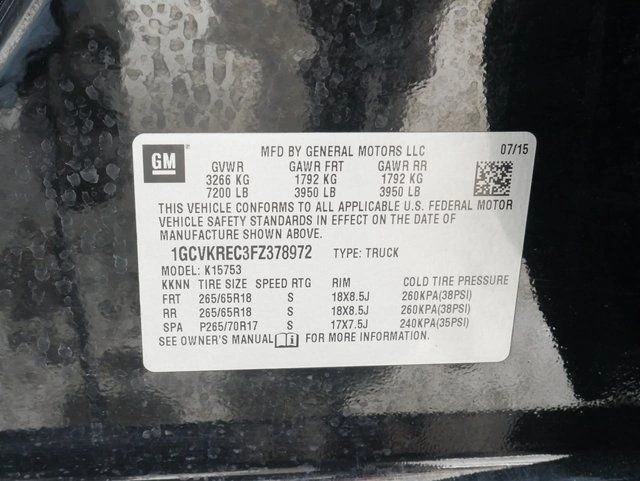 GM MFD BY GENERAL MOTORS LLC 07/15
GVWR GAWR FRT GAWR RR
3266 KG 1792 KG 1792 KG
7200 LB 3950 LB 3950 LB
THIS VEHICLE CONFORMS TO ALL APPLICABLE U.S. FEDERAL MOTOR
VEHICLE SAFETY STANDARDS IN EFFECT ON THE DATE OF
MANUFACTURE SHOWN ABOVE.
1GCVKREC3FZ378972 TYPE: TRUCK
MODEL: K15753
KKNN TIRE SIZE SPEED RTG RIM COLD TIRE PRESSURE
FRT 265/65R18 S 18X8.5J 260KPA(38PSI)
RR 265/65R18 S 18X8.5J 260KPA(38PSI)
SPA P265/70R17 S 17X7.5J 240KPA(35PSI)
SEE OWNER'S MANUAL FOR MORE INFORMATION.